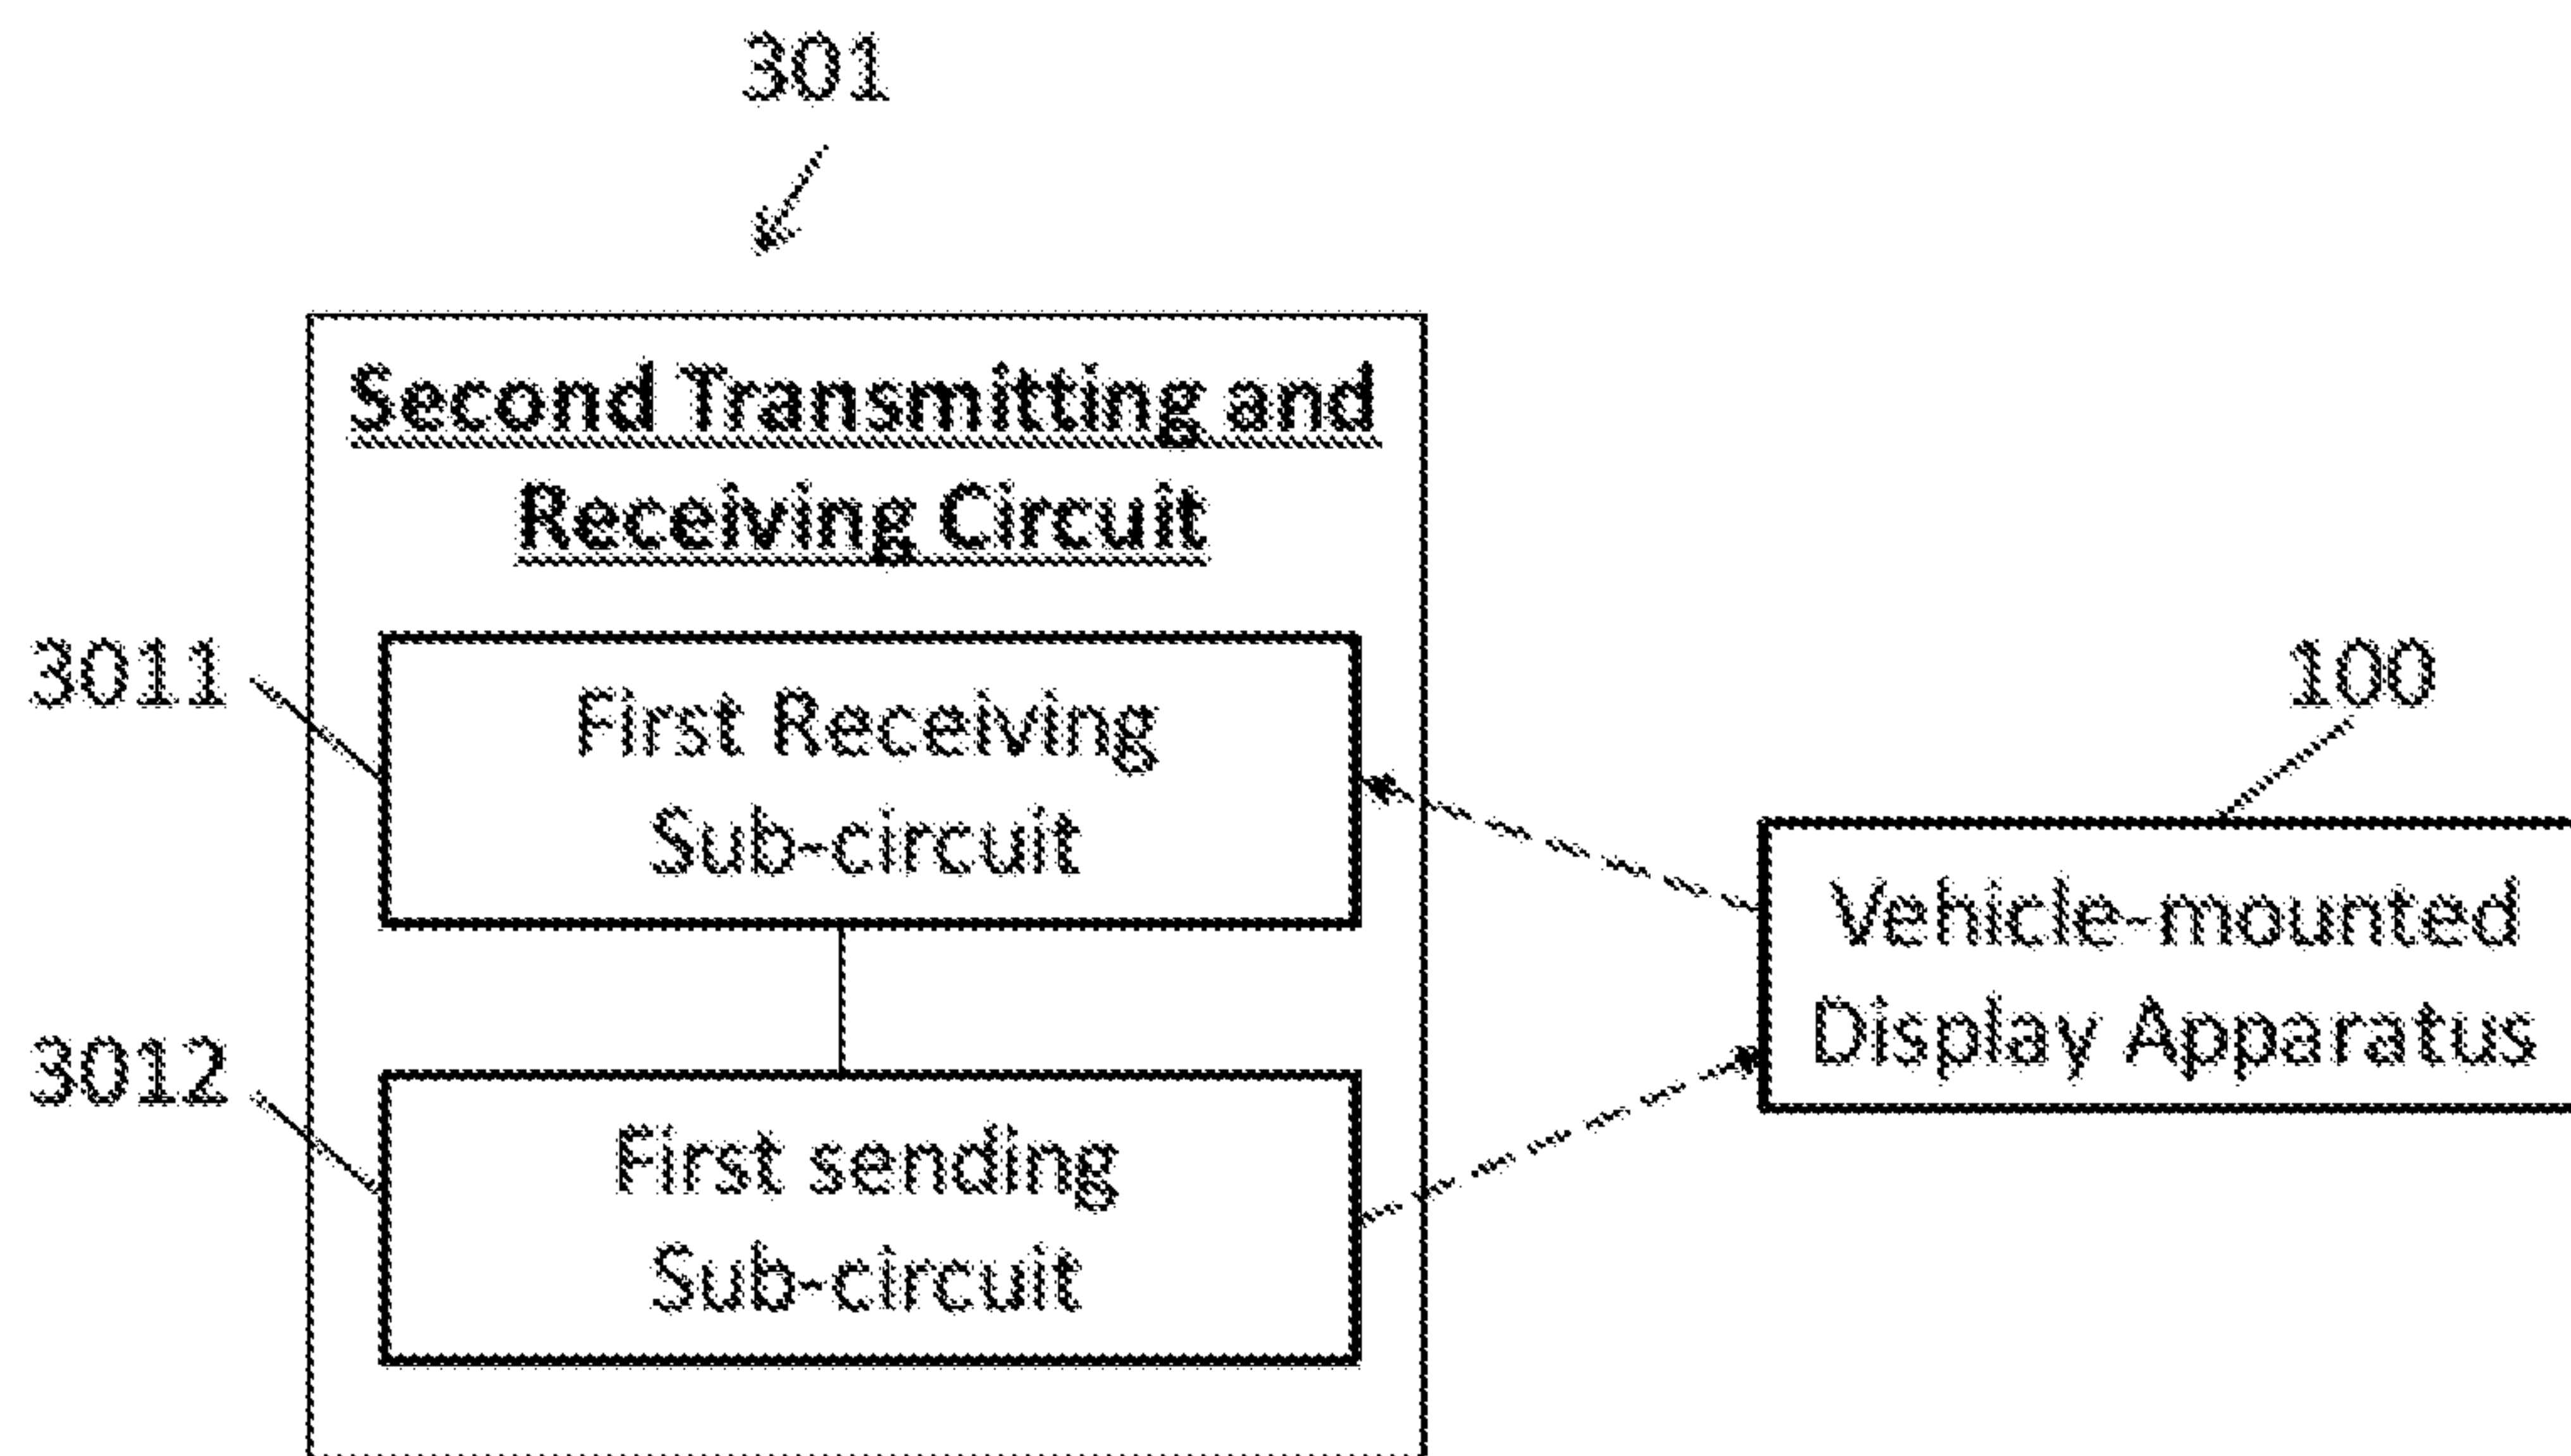 301
Second Transmitting and
Receiving Circuit
3011
First Receiving
Sub-circuit
100
Vehicle-mounted
Display Apparatus
3012
First sending
Sub-circuit